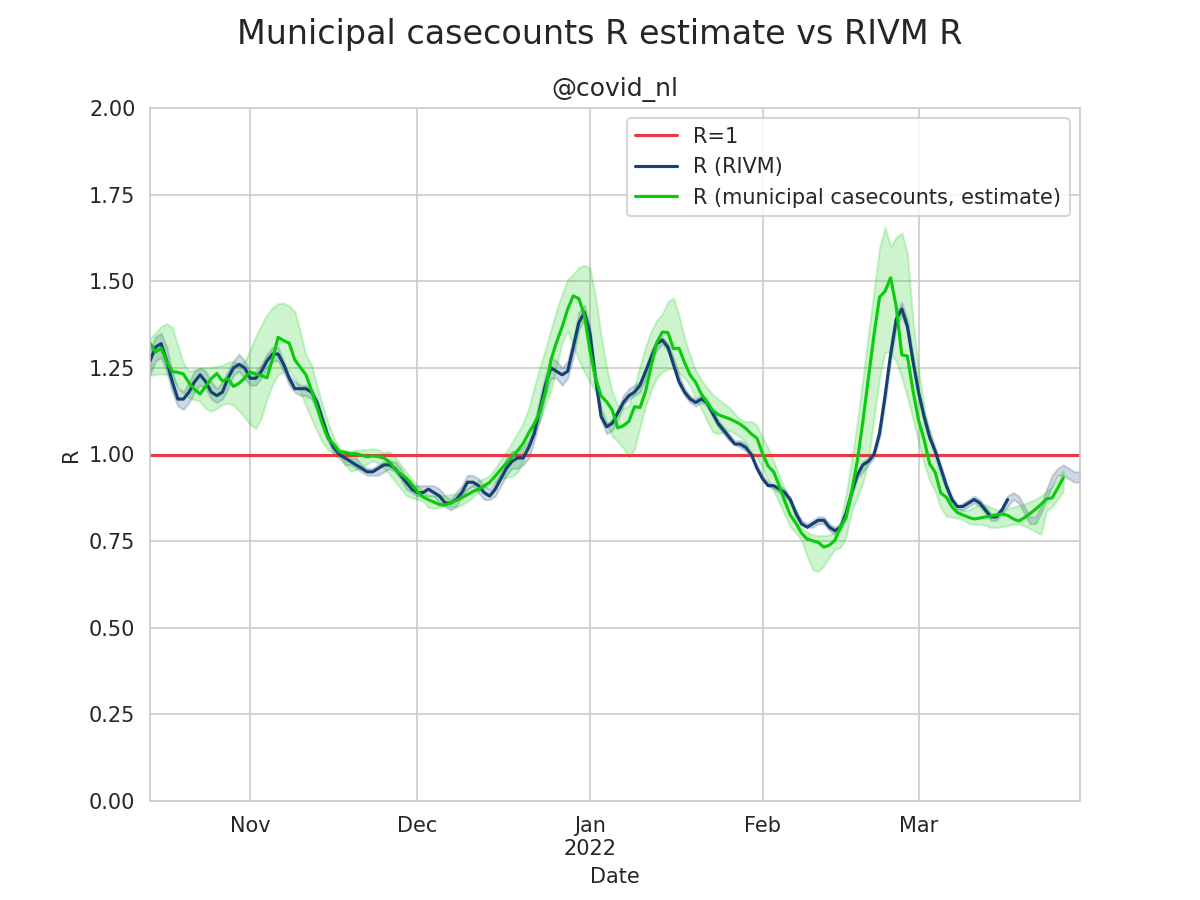 Municipal casecounts R estimate vs RIVM R
@covid_nl
R=1
R (RIVM)
R (municipal casecounts, estimate)
2.00
1.75
1.50
1.25
1.00
0.75
0.50
0.25
0.00
R
Nov
Dec
Jan
2022
Feb
Mar
Date